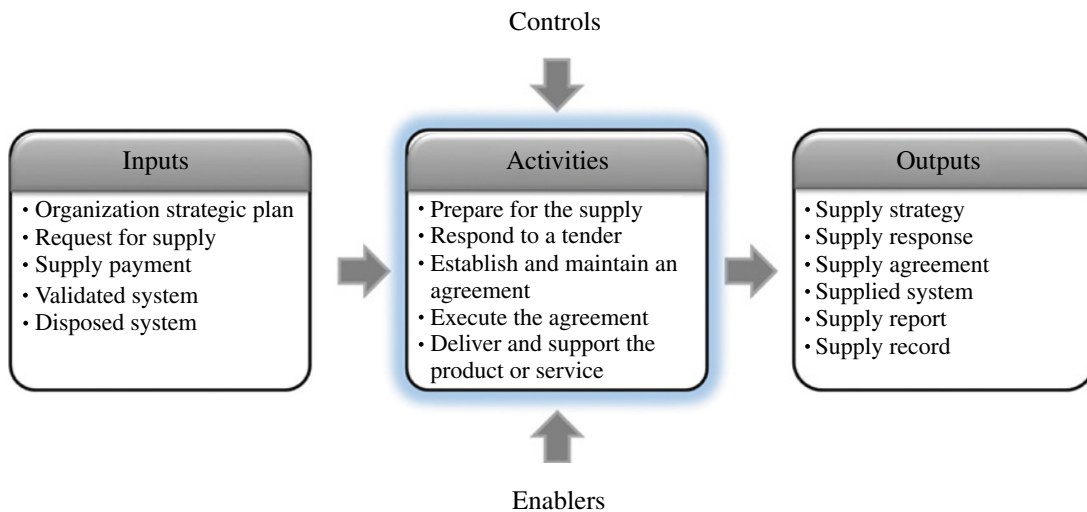 Controls
Inputs
• Organization strategic plan
• Request for supply
• Supply payment
• Validated system
• Disposed system
Activities
• Prepare for the supply
• Respond to a tender
• Establish and maintain an
agreement
• Execute the agreement
• Deliver and support the
product or service
Outputs
• Supply strategy
• Supply response
• Supply agreement
• Supplied system
• Supply report
• Supply record
Enablers